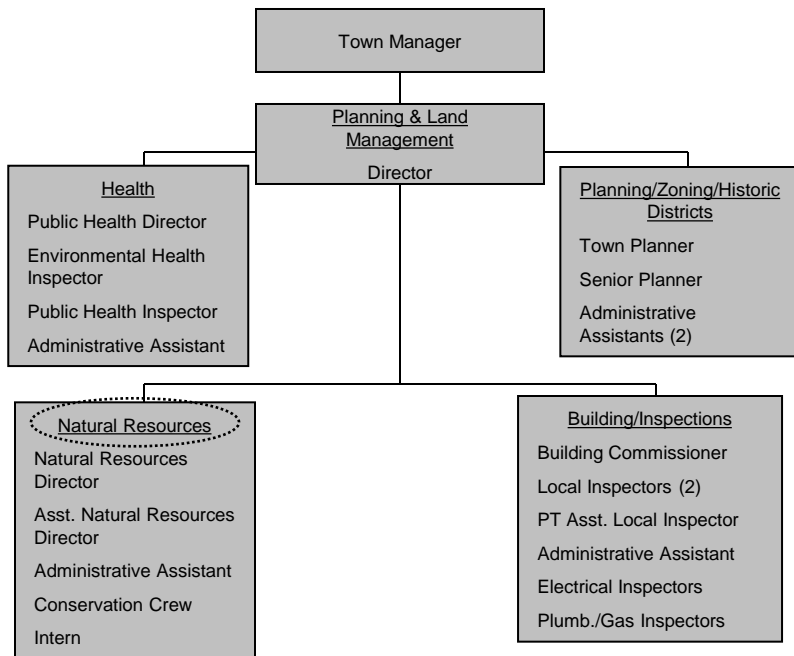 Town Manager
Planning & Land
Management
Director
Health
Public Health Director
Environmental Health
Inspector
Public Health Inspector
Administrative Assistant
Planning/Zoning/Historic
Districts
Town Planner
Senior Planner
Administrative
Assistants (2)
Natural Resources
Natural Resources
Director
Asst. Natural Resources
Director
Administrative Assistant
Conservation Crew
Intern
Building/Inspections
Building Commissioner
Local Inspectors (2)
PT Asst. Local Inspector
Administrative Assistant
Electrical Inspectors
Plumb./Gas Inspectors